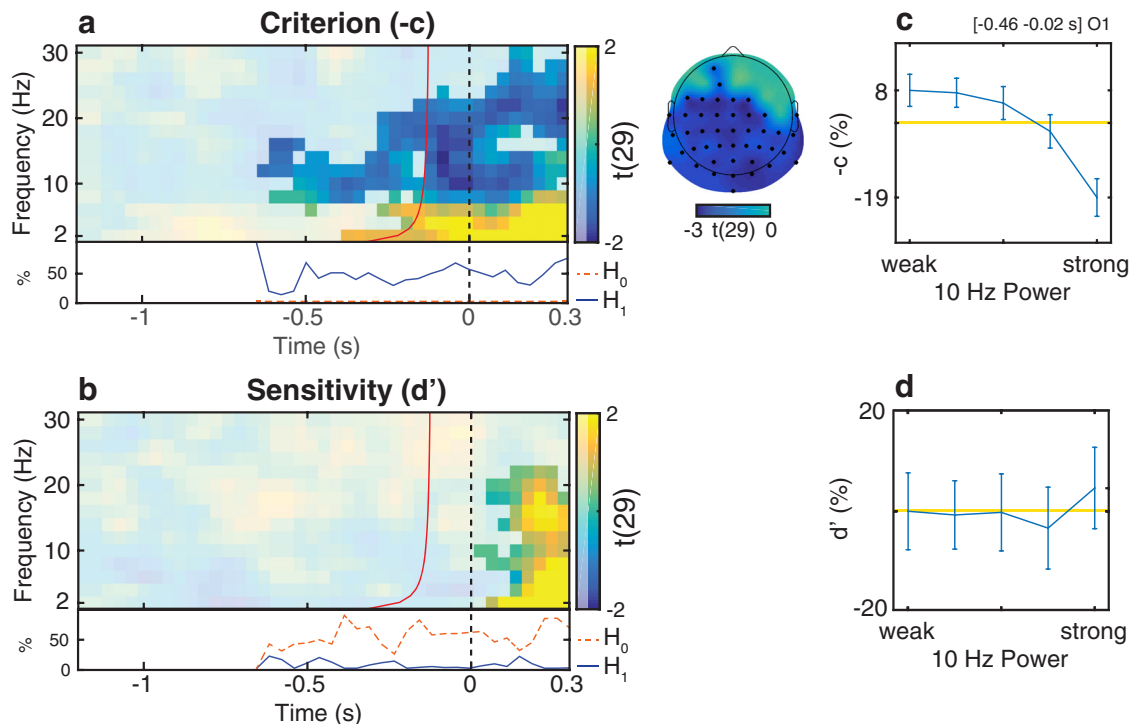 a
Criterion (-c)
30
20
10
2
Frequency (Hz)
2
-2
t(29)
%
50
0
H0
H1
-1
-0.5
0
0.3
Time (s)
-3 t(29) 0
c
[-0.46 -0.02 s] O1
8
-19
-c (%)
weak
strong
10 Hz Power
b
Sensitivity (d’)
30
20
10
2
Frequency (Hz)
2
-2
t(29)
%
50
0
H0
H1
-1
-0.5
0
0.3
Time (s)
d
20
-20
d’ (%)
weak
strong
10 Hz Power